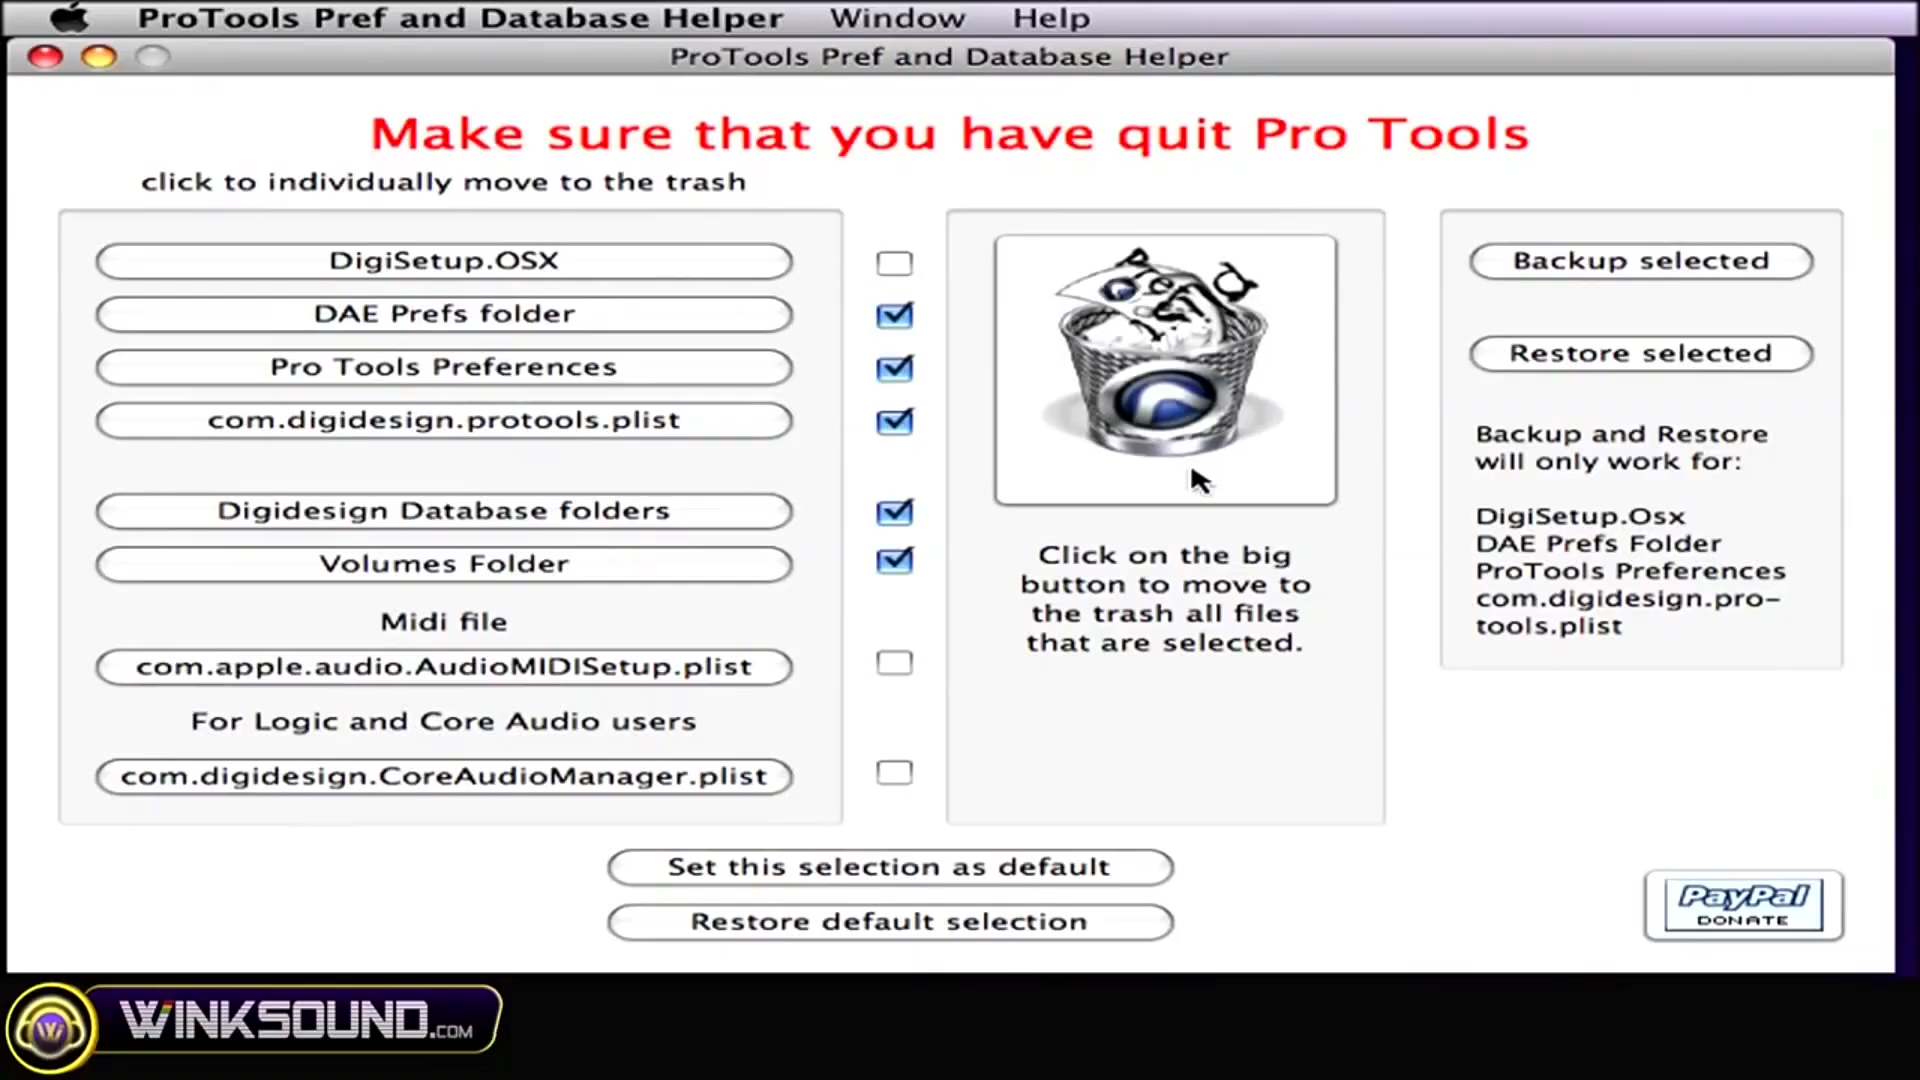 ProTools Pref and Database Helper Window Help
ProTools Pref and Database Helper
Make sure that you have quit Pro Tools
click to individually move to the trash
DigiSetup.OSX
DAE Prefs folder
Pro Tools Preferences
com.digidesign.protools.plist
Digidesign Database folders
Volumes Folder
Midi file
com.apple.audio.AudioMIDISetup.plist
For Logic and Core Audio users
com.digidesign.CoreAudioManager.plist
Click on the big
button to move to
the trash all files
that are selected.
Backup selected
Restore selected
Backup and Restore
will only work for:
DigiSetup.Osx
DAE Prefs Folder
ProTools Preferences
com.digidesign.pro-
tools.plist
Set this selection as default
Restore default selection
PayPal
DONATE
WINKSOUND.COM